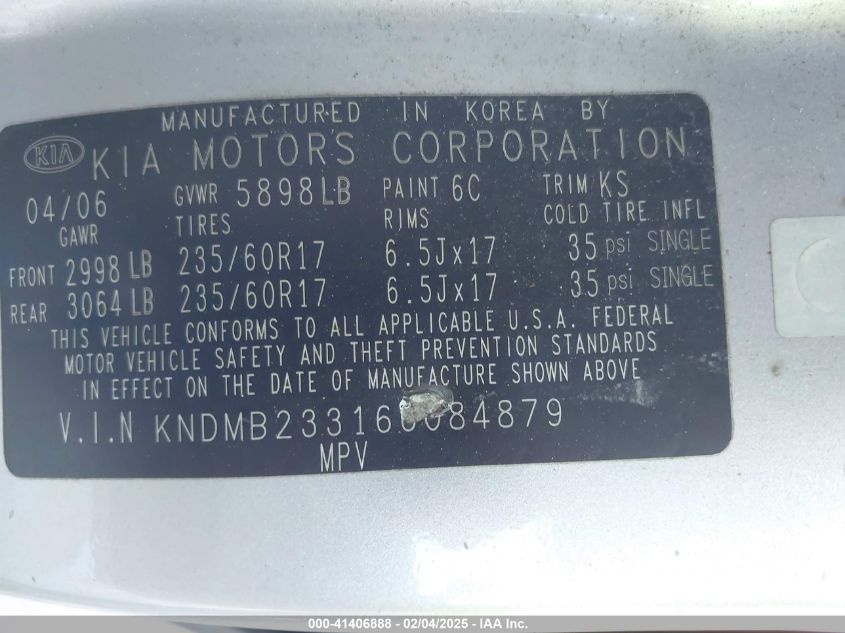 MANUFACTURED IN KOREA BY
KIA KIA MOTORS CORPORATION
04/06 GVWR 5898LB PAINT 6C TRIM KS
GAWR TIRES RIMS COLD TIRE INFL
FRONT 2998 LB 235/60R17 6.5Jx17 35 psi SINGLE
REAR 3064 LB 235/60R17 6.5Jx17 35 psi SINGLE
THIS VEHICLE CONFORMS TO ALL APPLICABLE U.S.A. FEDERAL
MOTOR VEHICLE SAFETY AND THEFT PREVENTION STANDARDS
IN EFFECT ON THE DATE OF MANUFACTURE SHOWN ABOVE
V.I.N KNDMB233166084879
MPV
000-41406888 - 02/04/2025 - IAA Inc.